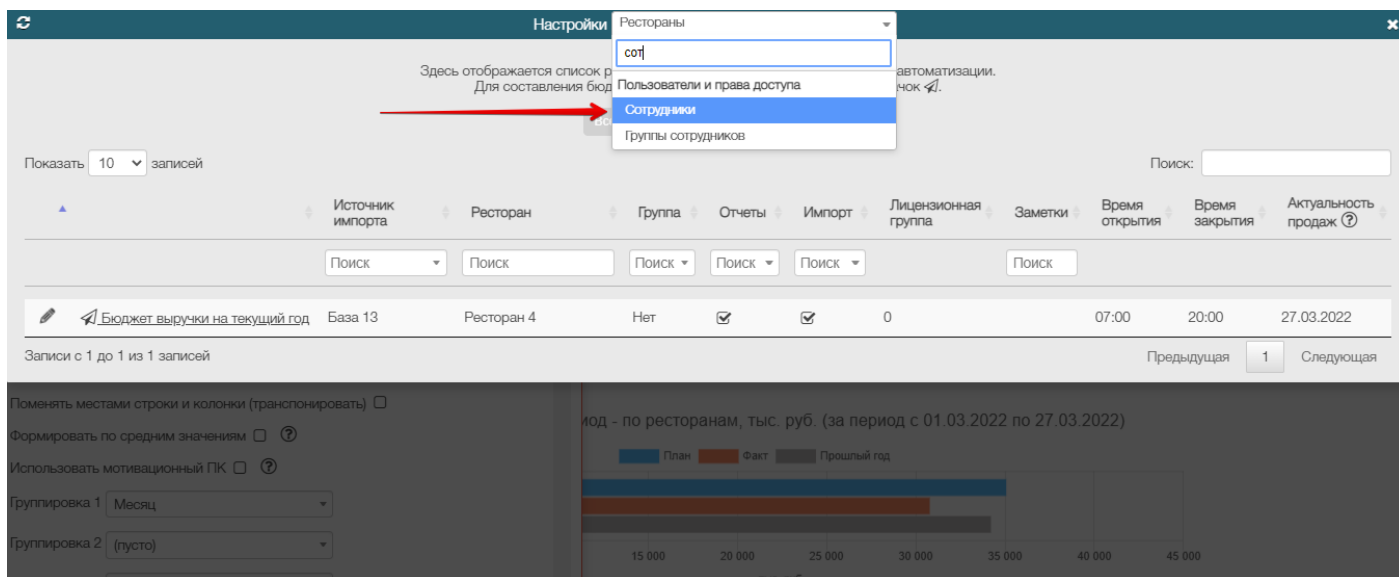 Настройки Рестораны
сот
Здесь отображается список р
автоматизации.
Для составления бюд
чок
Пользователи и права доступа
Сотрудники
Группы сотрудников
Показать 10 записей
Поиск:
Источник импорта
Ресторан
Группа
Отчеты
Импорт
Лицензионная группа
Заметки
Время открытия
Время закрытия
Актуальность продаж ?
Поиск Поиск Поиск Поиск Поиск Поиск
Бюджет выручки на текущий год База 13 Ресторан 4 Нет 0 07:00 20:00 27.03.2022
Записи с 1 до 1 из 1 записей
Предыдущая 1 Следующая
Поменять местами строки и колонки (транспонировать)
Формировать по средним значениям ?
Использовать мотивационный ПК ?
Группировка 1 Месяц
Группировка 2 (пусто)
иод - по ресторанам, тыс. руб. (за период с 01.03.2022 по 27.03.2022)
План Факт Прошлый год
15 000 20 000 25 000 30 000 35 000 40 000 45 000